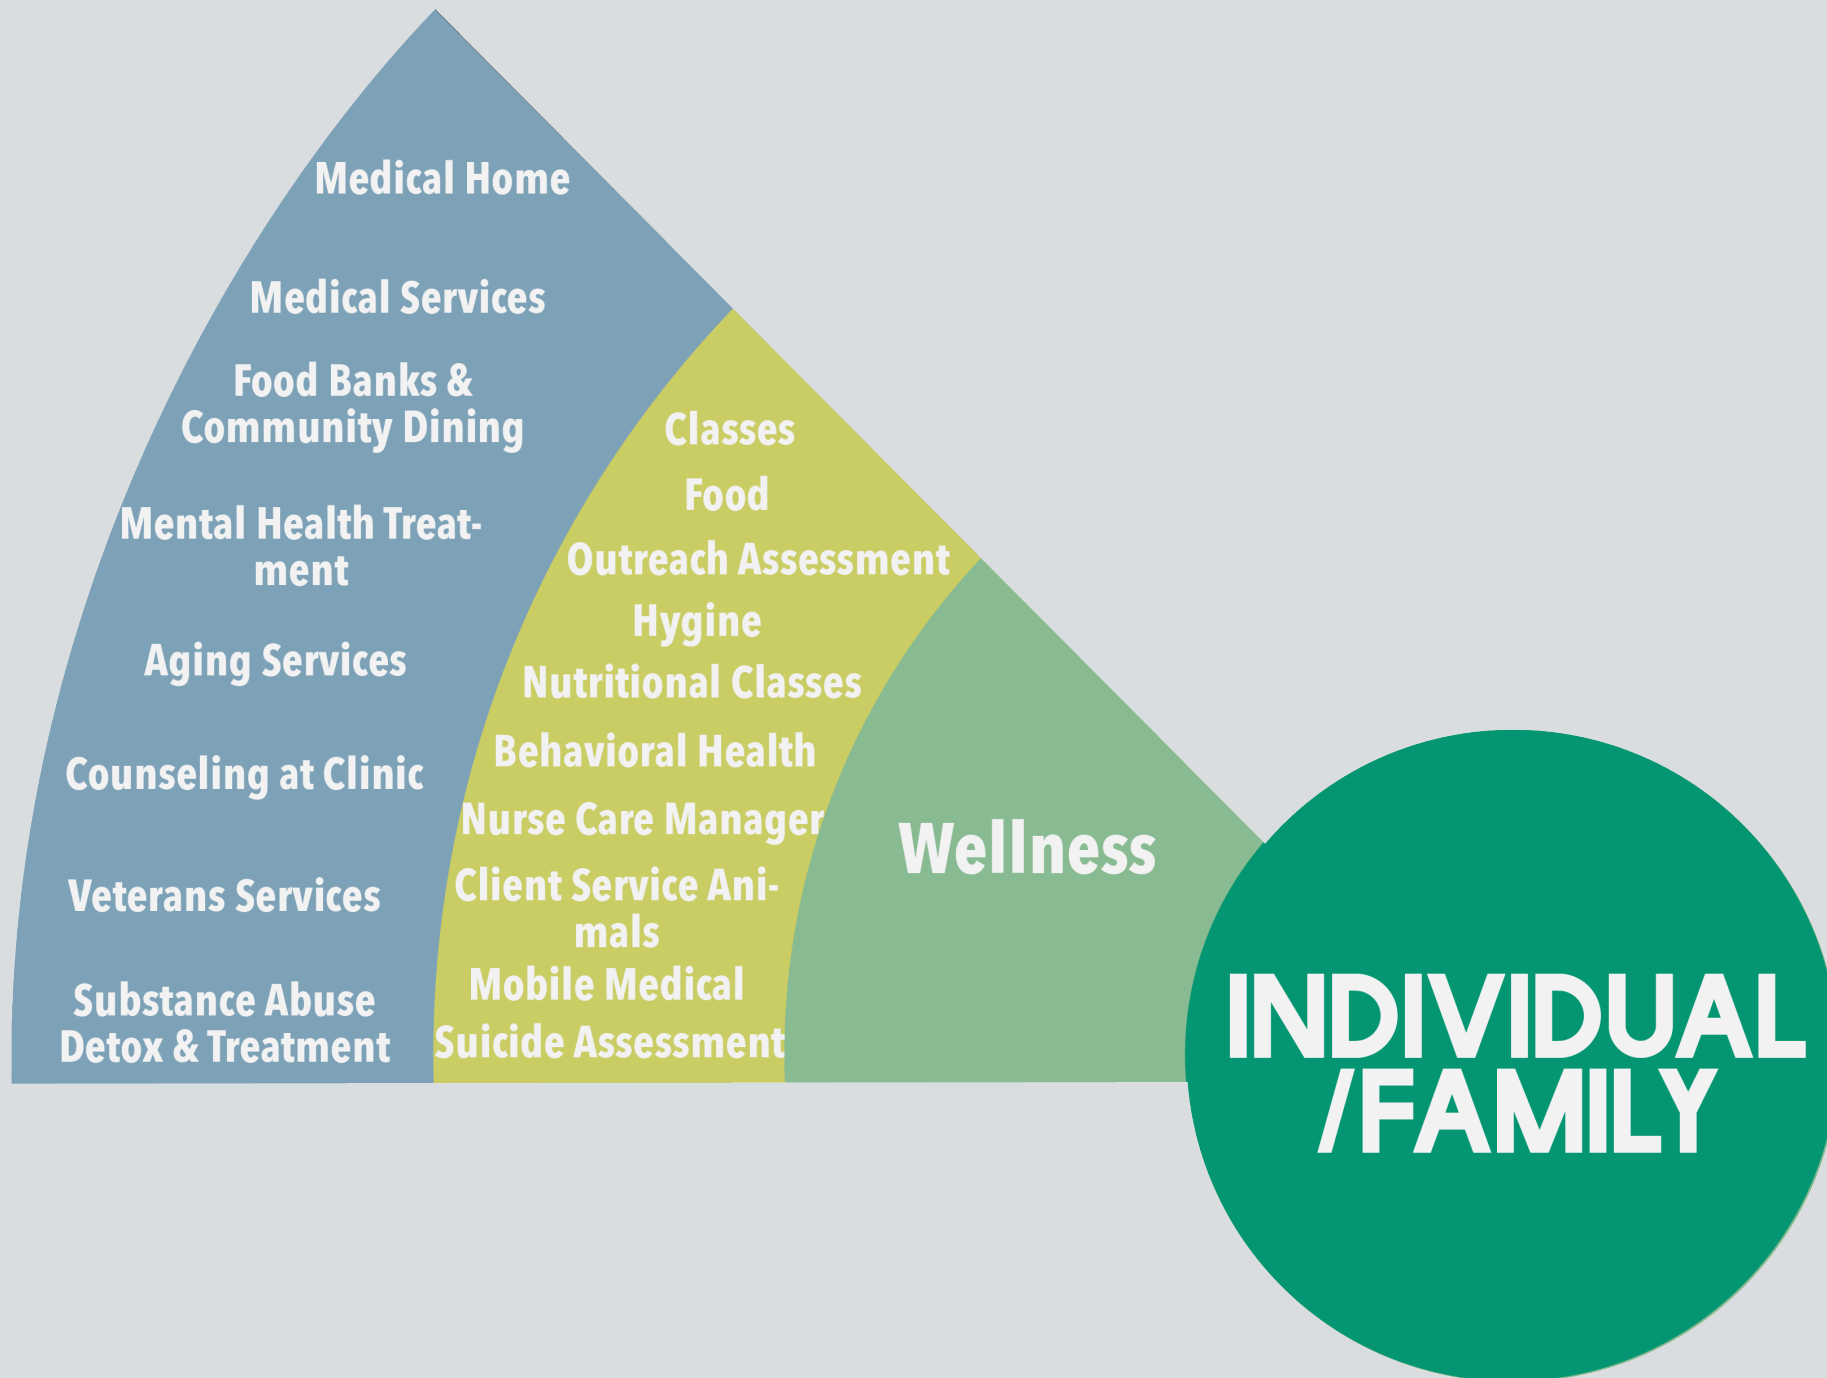 Medical Home
Medical Services
Food Banks &
Community Dining
Mental Health Treat-
ment
Aging Services
Counseling at Clinic
Veterans Services
Substance Abuse
Detox & Treatment
Classes
Food
Outreach Assessment
Hygine
Nutritional Classes
Behavioral Health
Nurse Care Manager
Client Service Ani-
mals
Mobile Medical
Suicide Assessment
Wellness
INDIVIDUAL
/FAMILY